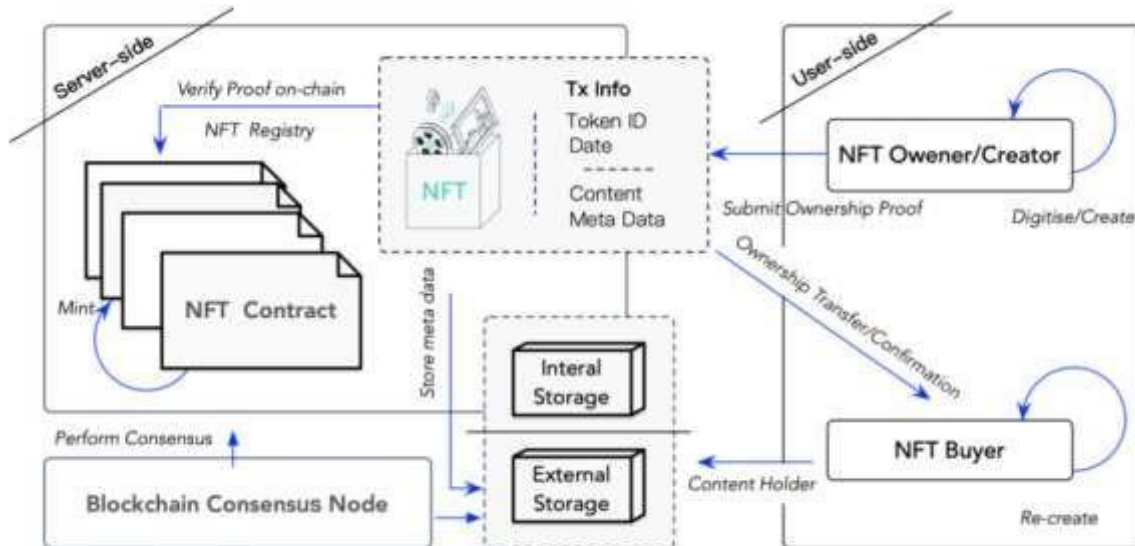 Server-side
Verify Proof on-chain
NFT Registry
NFT
Tx Info
Token ID
Date
Content
Meta Data
User-side
NFT Owener/Creator
Submit Ownership Proof
Digitise/Create
Ownership Transfer/Confirmation
Mint
NFT Contract
Store meta data
Interal
Storage
External
Storage
Perform Consensus
Blockchain Consensus Node
NFT Buyer
Content Holder
Re-create